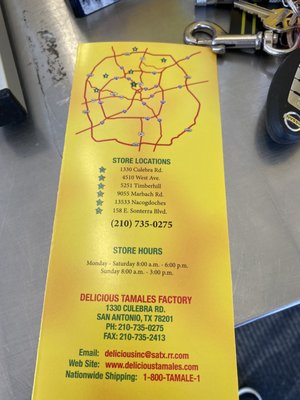 STORE LOCATIONS
1330 Culebra Rd.
4510 West Ave.
5251 Timberhill
9055 Marbach Rd.
13533 Nacogdoches
158 E. Sonterra Blvd.
(210) 735-0275
STORE HOURS
Monday - Saturday 8:00 a.m. - 6:00 p.m.
Sunday 8:00 a.m. - 3:00 p.m.
DELICIOUS TAMALES FACTORY
1330 CULEBRA RD.
SAN ANTONIO, TX 78201
PH: 210-735-0275
FAX: 210-735-2413
Email: deliciousinc@satx.rr.com
Web Site: www.delicioustamales.com
Nationwide Shipping: 1-800-TAMALE-1